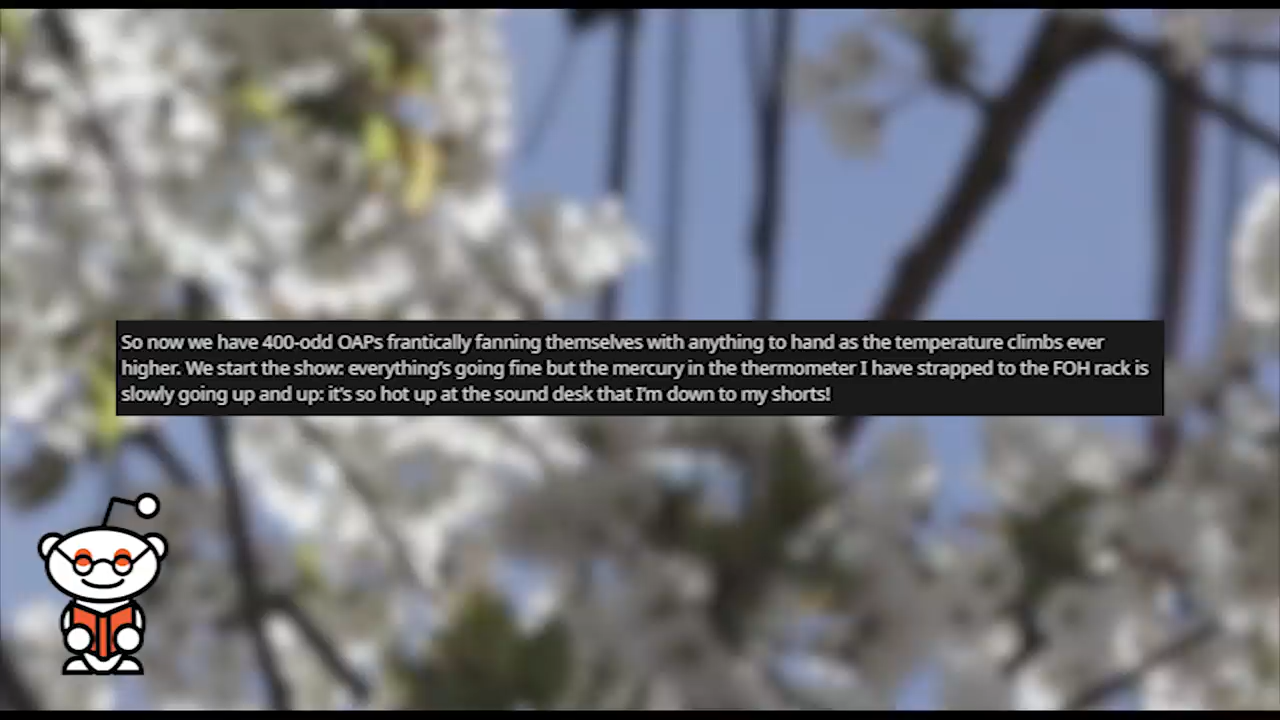 So now we have 400-odd OAPs frantically fanning themselves with anything to hand as the temperature climbs ever
higher. We start the show: everything's going fine but the mercury in the thermometer I have strapped to the FOH rack is
slowly going up and up: it's so hot up at the sound desk that I'm down to my shorts!